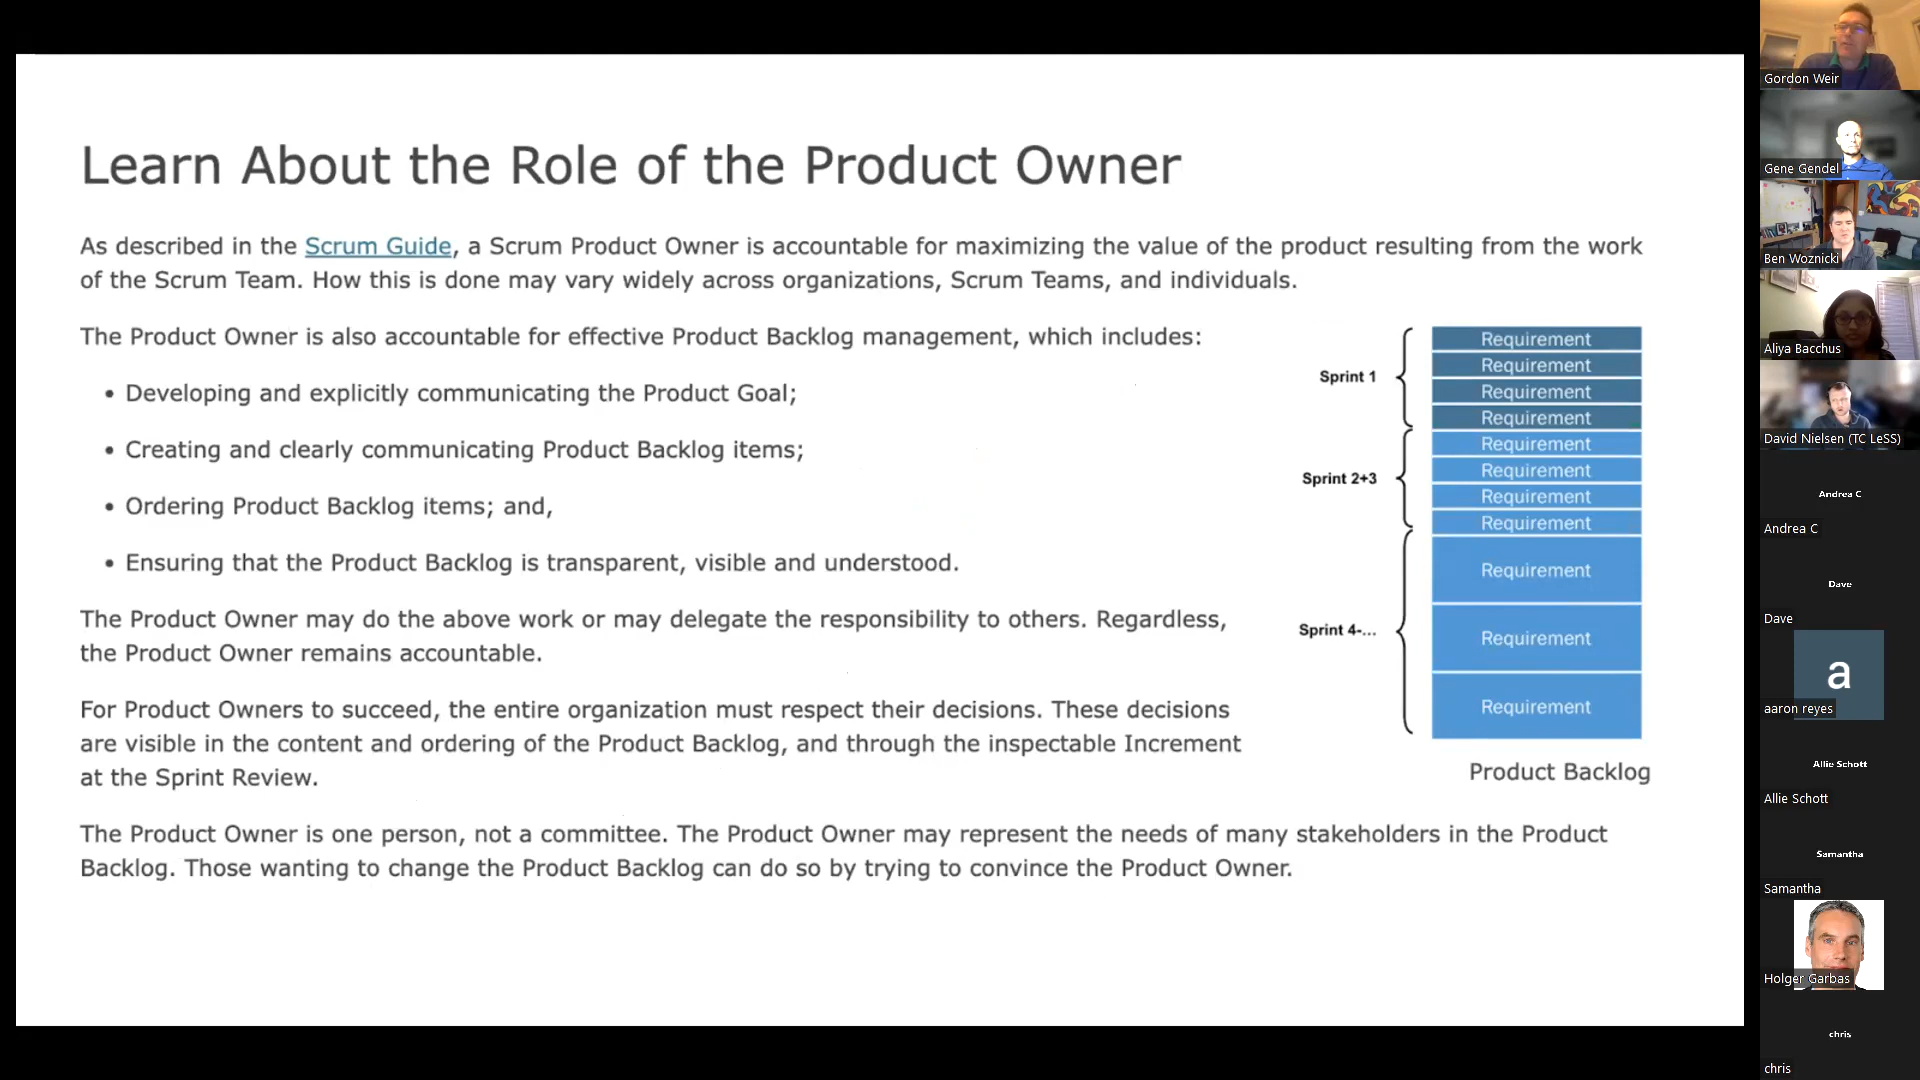 Learn About the Role of the Product Owner
As described in the Scrum Guide, a Scrum Product Owner is accountable for maximizing the value of the product resulting from the work
of the Scrum Team. How this is done may vary widely across organizations, Scrum Teams, and individuals.
The Product Owner is also accountable for effective Product Backlog management, which includes:
• Developing and explicitly communicating the Product Goal;
• Creating and clearly communicating Product Backlog items;
• Ordering Product Backlog items; and,
• Ensuring that the Product Backlog is transparent, visible and understood.
The Product Owner may do the above work or may delegate the responsibility to others. Regardless,
the Product Owner remains accountable.
For Product Owners to succeed, the entire organization must respect their decisions. These decisions
are visible in the content and ordering of the Product Backlog, and through the inspectable Increment
at the Sprint Review.
The Product Owner is one person, not a committee. The Product Owner may represent the needs of many stakeholders in the Product
Backlog. Those wanting to change the Product Backlog can do so by trying to convince the Product Owner.
Sprint 1
Requirement
Requirement
Requirement
Requirement
Sprint 2+3
Requirement
Requirement
Requirement
Requirement
Sprint 4-...
Requirement
Requirement
Requirement
Product Backlog
Gordon Weir
Gene Gendel
Ben Woznicki
Aliya Bacchus
David Nielsen (TC LeSS)
Andrea C
Andrea C
Dave
Dave
a
aaron reyes
Allie Schott
Allie Schott
Samantha
Samantha
Holger Garbas
chris
chris